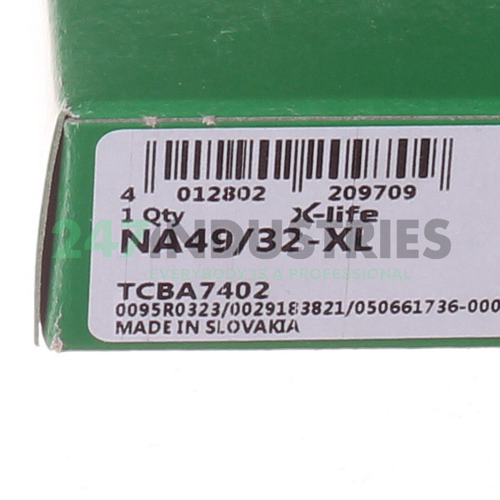 4 012802 209709
1 Qty X-life
NA49/32-XL
247 INDUSTRIES
EVERYBODY IS A PROFESSIONAL
TCBA7402
0095R0323/0029183821/050661736-000
MADE IN SLOVAKIA